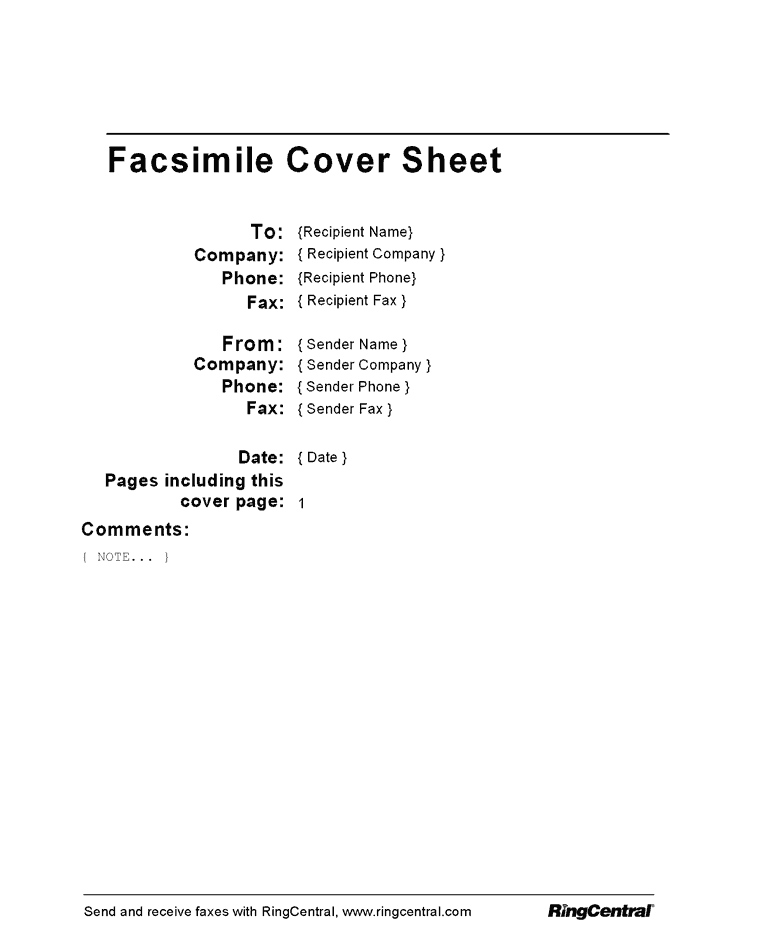 Facsimile Cover Sheet
To: {Recipient Name}
Company: { Recipient Company }
Phone: {Recipient Phone}
Fax: { Recipient Fax }
From: { Sender Name }
Company: { Sender Company }
Phone: { Sender Phone }
Fax: { Sender Fax }
Date: { Date }
Pages including this
cover page: 1
Comments:
{ NOTE... }
Send and receive faxes with RingCentral, www.ringcentral.com RingCentral